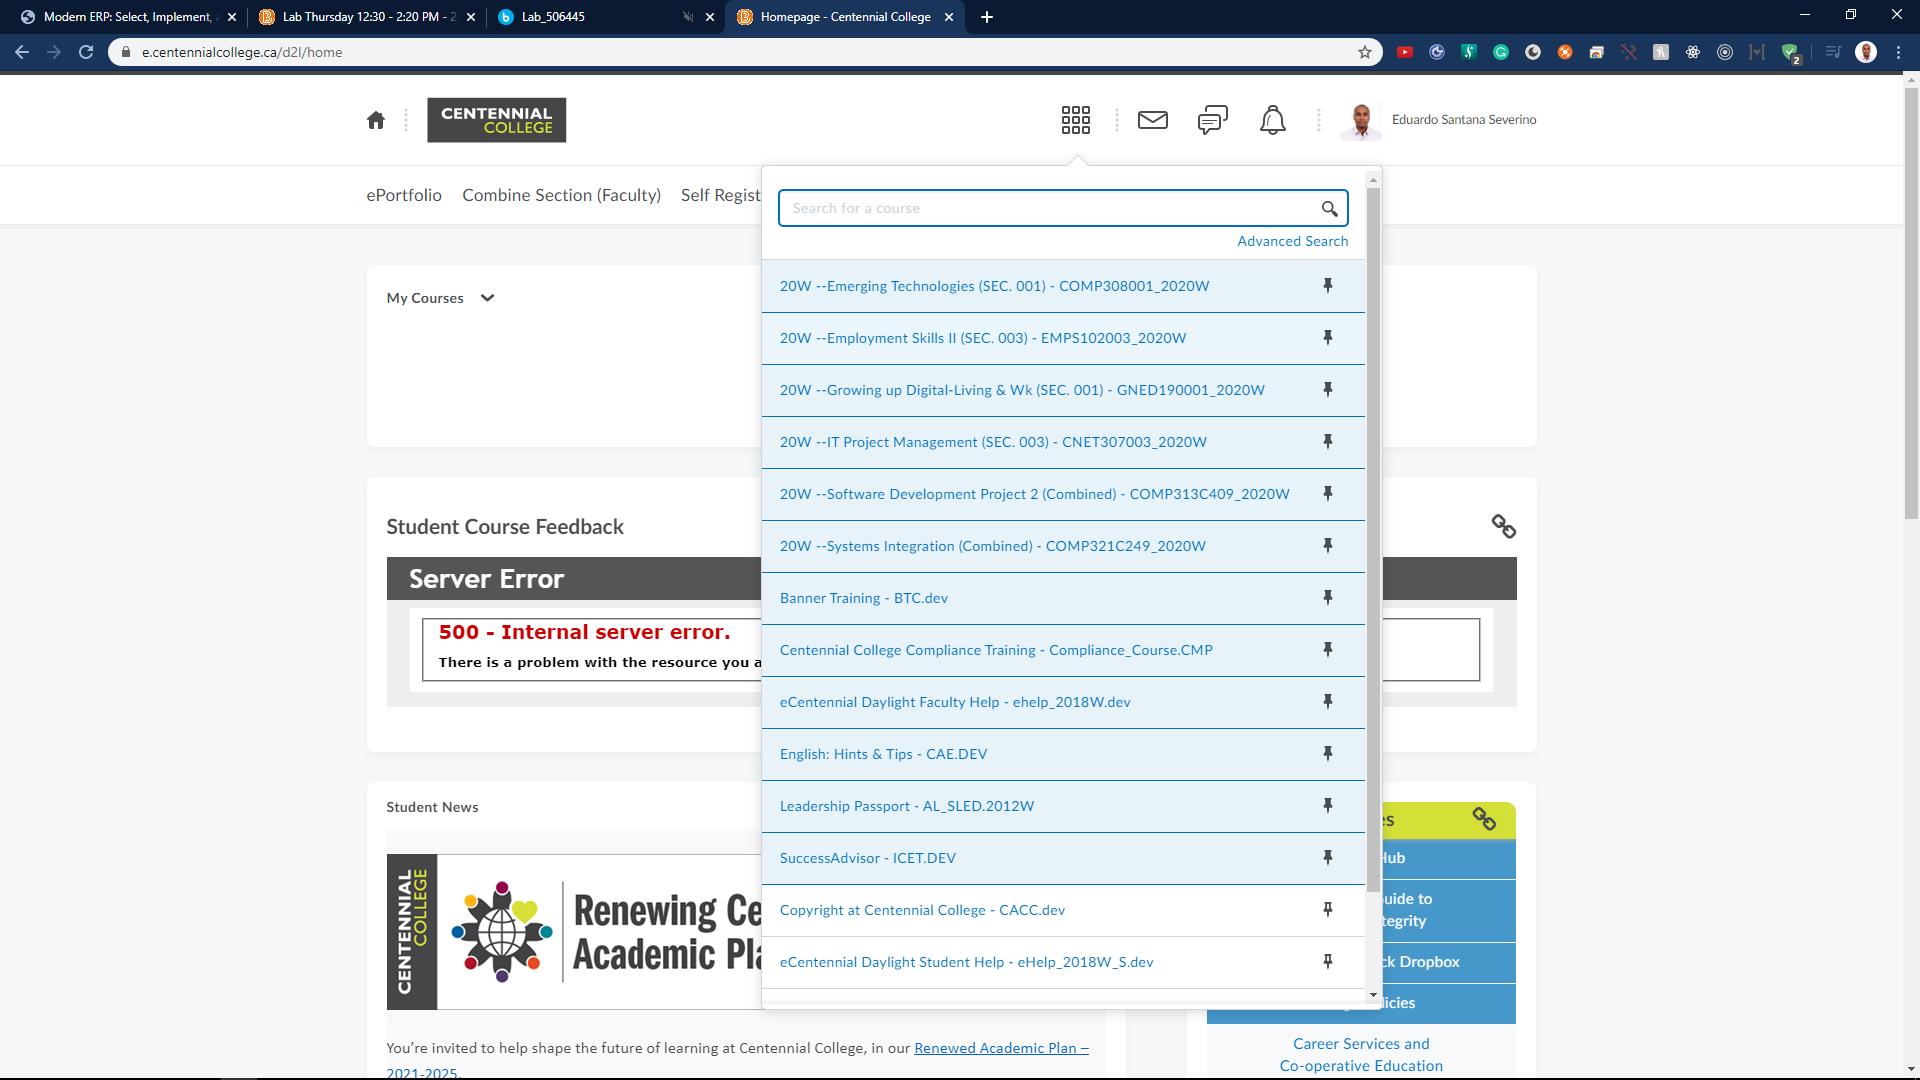 Modern ERP: Select, Implement,
Lab Thursday 12:30 - 2:20 PM - 2
Lab_506445
Homepage - Centennial College
e.centennialcollege.ca/d2l/home
2
CENTENNIAL
COLLEGE
Eduardo Santana Severino
ePortfolio Combine Section (Faculty) Self Regist
Search for a course
Advanced Search
My Courses
20W --Emerging Technologies (SEC. 001) - COMP308001_2020W
20W --Employment Skills II (SEC. 003) - EMPS102003_2020W
20W --Growing up Digital-Living & Wk (SEC. 001) - GNED190001_2020W
20W --IT Project Management (SEC. 003) - CNET307003_2020W
20W --Software Development Project 2 (Combined) - COMP313C409_2020W
20W --Systems Integration (Combined) - COMP321C249_2020W
Banner Training - BTC.dev
Centennial College Compliance Training - Compliance_Course.CMP
eCentennial Daylight Faculty Help - ehelp_2018W.dev
English: Hints & Tips - CAE.DEV
Leadership Passport - AL_SLED.2012W
SuccessAdvisor - ICET.DEV
Copyright at Centennial College - CACC.dev
eCentennial Daylight Student Help - eHelp_2018W_S.dev
Student Course Feedback
Server Error
500 - Internal server error.
There is a problem with the resource you a
Student News
CENTENNIAL
COLLEGE
Renewing Ce
Academic Pla
You're invited to help shape the future of learning at Centennial College, in our Renewed Academic Plan –
2021-2025.
es
Hub
uide to
tegrity
ck Dropbox
licies
Career Services and
Co-operative Education